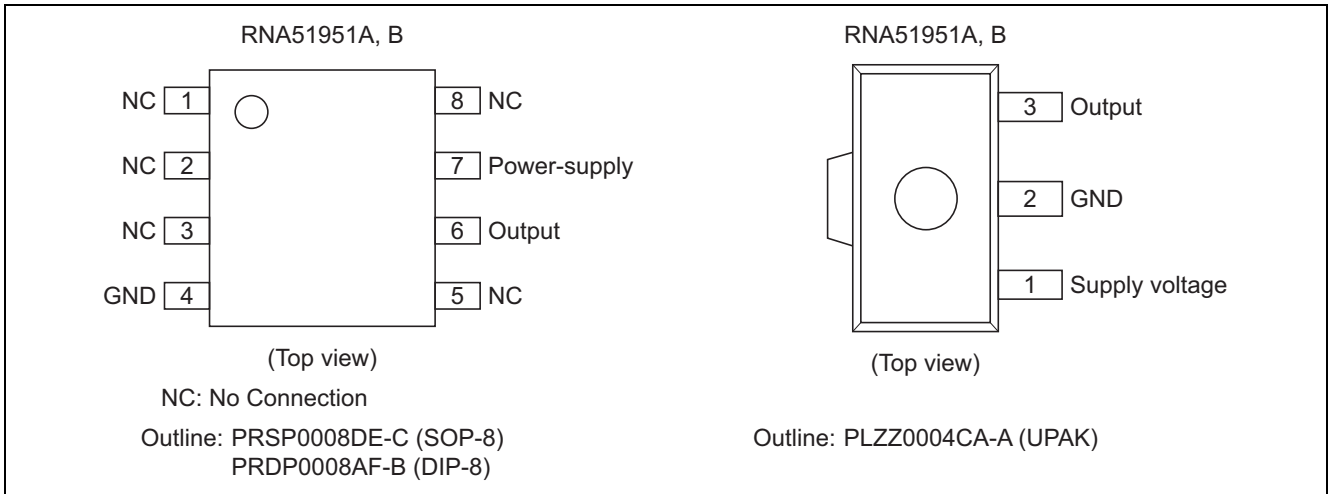 RNA51951A, B
NC 1
8 NC
NC 2
7 Power-supply
NC 3
6 Output
GND 4
5 NC
(Top view)
NC: No Connection
Outline: PRSP0008DE-C (SOP-8)
PRDP0008AF-B (DIP-8)
RNA51951A, B
3 Output
2 GND
1 Supply voltage
(Top view)
Outline: PLZZ0004CA-A (UPAK)